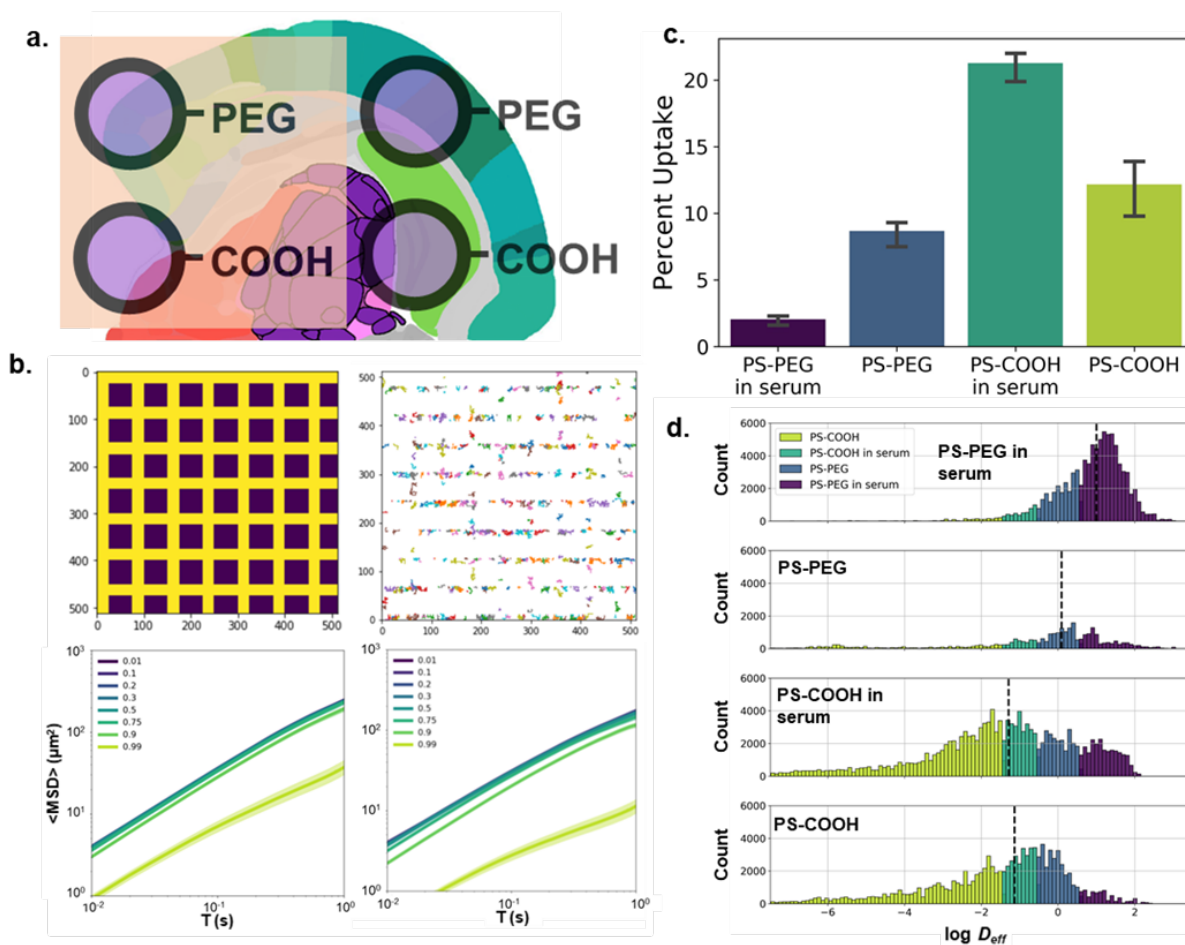 a.
PEG
PEG
COOH
COOH
b.
0
100
200
300
400
500
0 100 200 300 400 500
500
400
300
200
100
0
0 100 200 300 400 500
<MSD> (µm²)
10³
10²
10¹
10⁰
0.01
0.1
0.2
0.3
0.5
0.75
0.9
0.99
10⁻² 10⁻¹ 10⁰
T (s)
10³
10²
10¹
10⁰
0.01
0.1
0.2
0.3
0.5
0.75
0.9
0.99
10⁻² 10⁻¹ 10⁰
T (s)
c.
Percent Uptake
20
15
10
5
0
PS-PEG
in serum
PS-PEG
PS-COOH
in serum
PS-COOH
d.
Count
6000
4000
2000
0
PS-COOH
PS-COOH in serum
PS-PEG
PS-PEG in serum
PS-PEG in
serum
Count
6000
4000
2000
0
PS-PEG
Count
6000
4000
2000
0
PS-COOH in
serum
Count
6000
4000
2000
0
PS-COOH
-6 -4 -2 0 2
log Deff